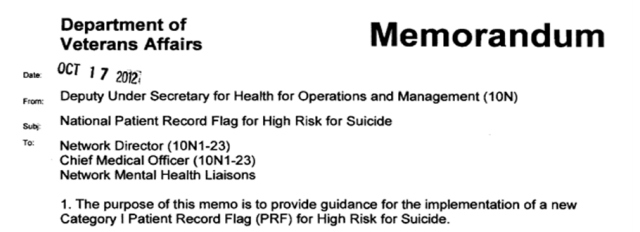 Department of
Veterans Affairs
Memorandum
Date: OCT 17 2012
From: Deputy Under Secretary for Health for Operations and Management (10N)
Subj: National Patient Record Flag for High Risk for Suicide
To: Network Director (10N1-23)
Chief Medical Officer (10N1-23)
Network Mental Health Liaisons
1. The purpose of this memo is to provide guidance for the implementation of a new
Category I Patient Record Flag (PRF) for High Risk for Suicide.